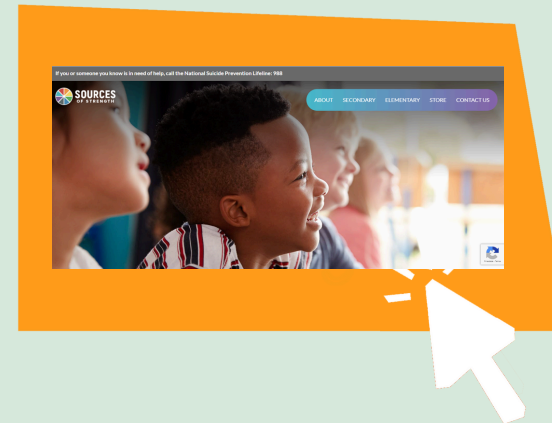 If you or someone you know is in need of help, call the National Suicide Prevention Lifeline: 988
SOURCES
OF STRENGTH
ABOUT SECONDARY ELEMENTARY STORE CONTACT US